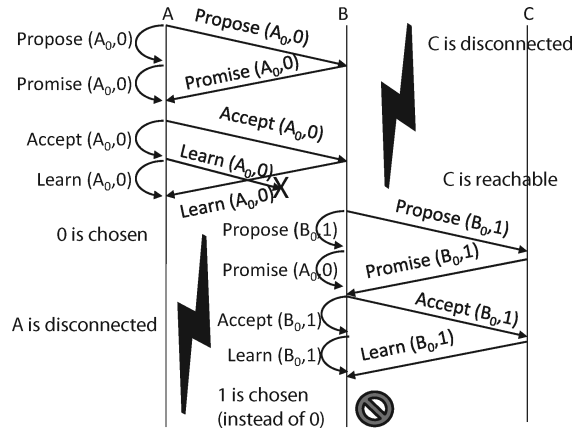 A B C
Propose (A₀,0) Propose (A₀,0) C is disconnected
Promise (A₀,0) Promise (A₀,0)
Accept (A₀,0) Accept (A₀,0)
Learn (A₀,0)
X
Learn (A₀,0) Learn (A₀,0) C is reachable
0 is chosen Propose (B₀,1) Propose (B₀,1)
Promise (A₀,0) Promise (B₀,1)
A is disconnected Accept (B₀,1) Accept (B₀,1)
Learn (B₀,1) Learn (B₀,1)
1 is chosen
(instead of 0)